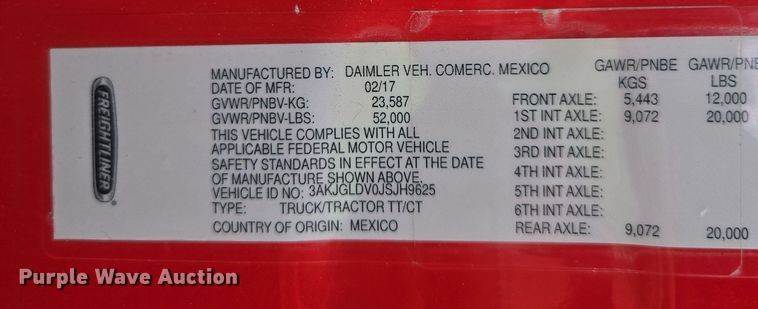 FREIGHTLINER
MANUFACTURED BY: DAIMLER VEH. COMERC. MEXICO
DATE OF MFR: 02/17
GVWR/PNBV-KG: 23,587
GVWR/PNBV-LBS: 52,000
THIS VEHICLE COMPLIES WITH ALL
APPLICABLE FEDERAL MOTOR VEHICLE
SAFETY STANDARDS IN EFFECT AT THE DATE
OF MANUFACTURE SHOWN ABOVE.
VEHICLE ID NO: 3AKJGLDV0JSJH9625
TYPE: TRUCK/TRACTOR TT/CT
COUNTRY OF ORIGIN: MEXICO
GAWR/PNBE GAWR/PNBE
KGS LBS
FRONT AXLE: 5,443 12,000
1ST INT AXLE: 9,072 20,000
2ND INT AXLE:
3RD INT AXLE:
4TH INT AXLE:
5TH INT AXLE:
6TH INT AXLE:
REAR AXLE: 9,072 20,000
Purple Wave Auction